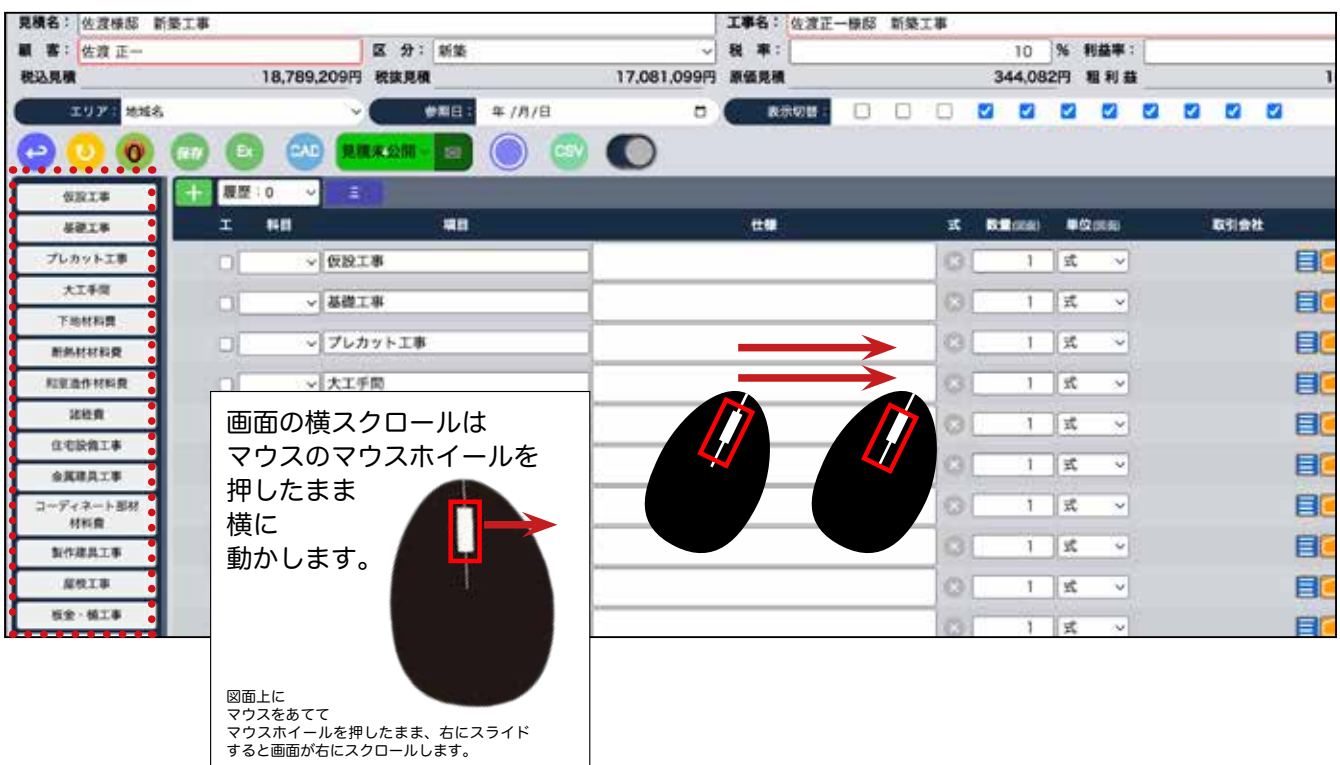 見積名： 佐渡様邸 新築工事 工事名： 佐渡正一様邸 新築工事
顧 客： 佐渡 正一 区 分： 新築 税 率： 10 % 利益率：
税込見積 18,789,209円 税抜見積 17,081,099円 原価見積 344,082円 粗 利 益 1
エリア： 地域名 参照日： 年 /月/日 表示切替：
0 保存 Ex CAD 見積未公開 CSV
仮設工事
基礎工事
プレカット工事
大工手間
下地材料費
断熱材材料費
和室造作材料費
諸経費
住宅設備工事
金属建具工事
コーディネート部材
材料費
製作建具工事
屋根工事
板金・樋工事
＋ 履歴：0 三
工 科目 項目 仕様 式 数量(図面) 単位(図面) 取引会社
仮設工事 1 式
基礎工事 1 式
プレカット工事 1 式
大工手間 1 式
1 式
1 式
1 式
1 式
1 式
1 式
画面の横スクロールは
マウスのマウスホイールを
押したまま
横に
動かします。
図面上に
マウスをあてて
マウスホイールを押したまま、右にスライド
すると画面が右にスクロールします。